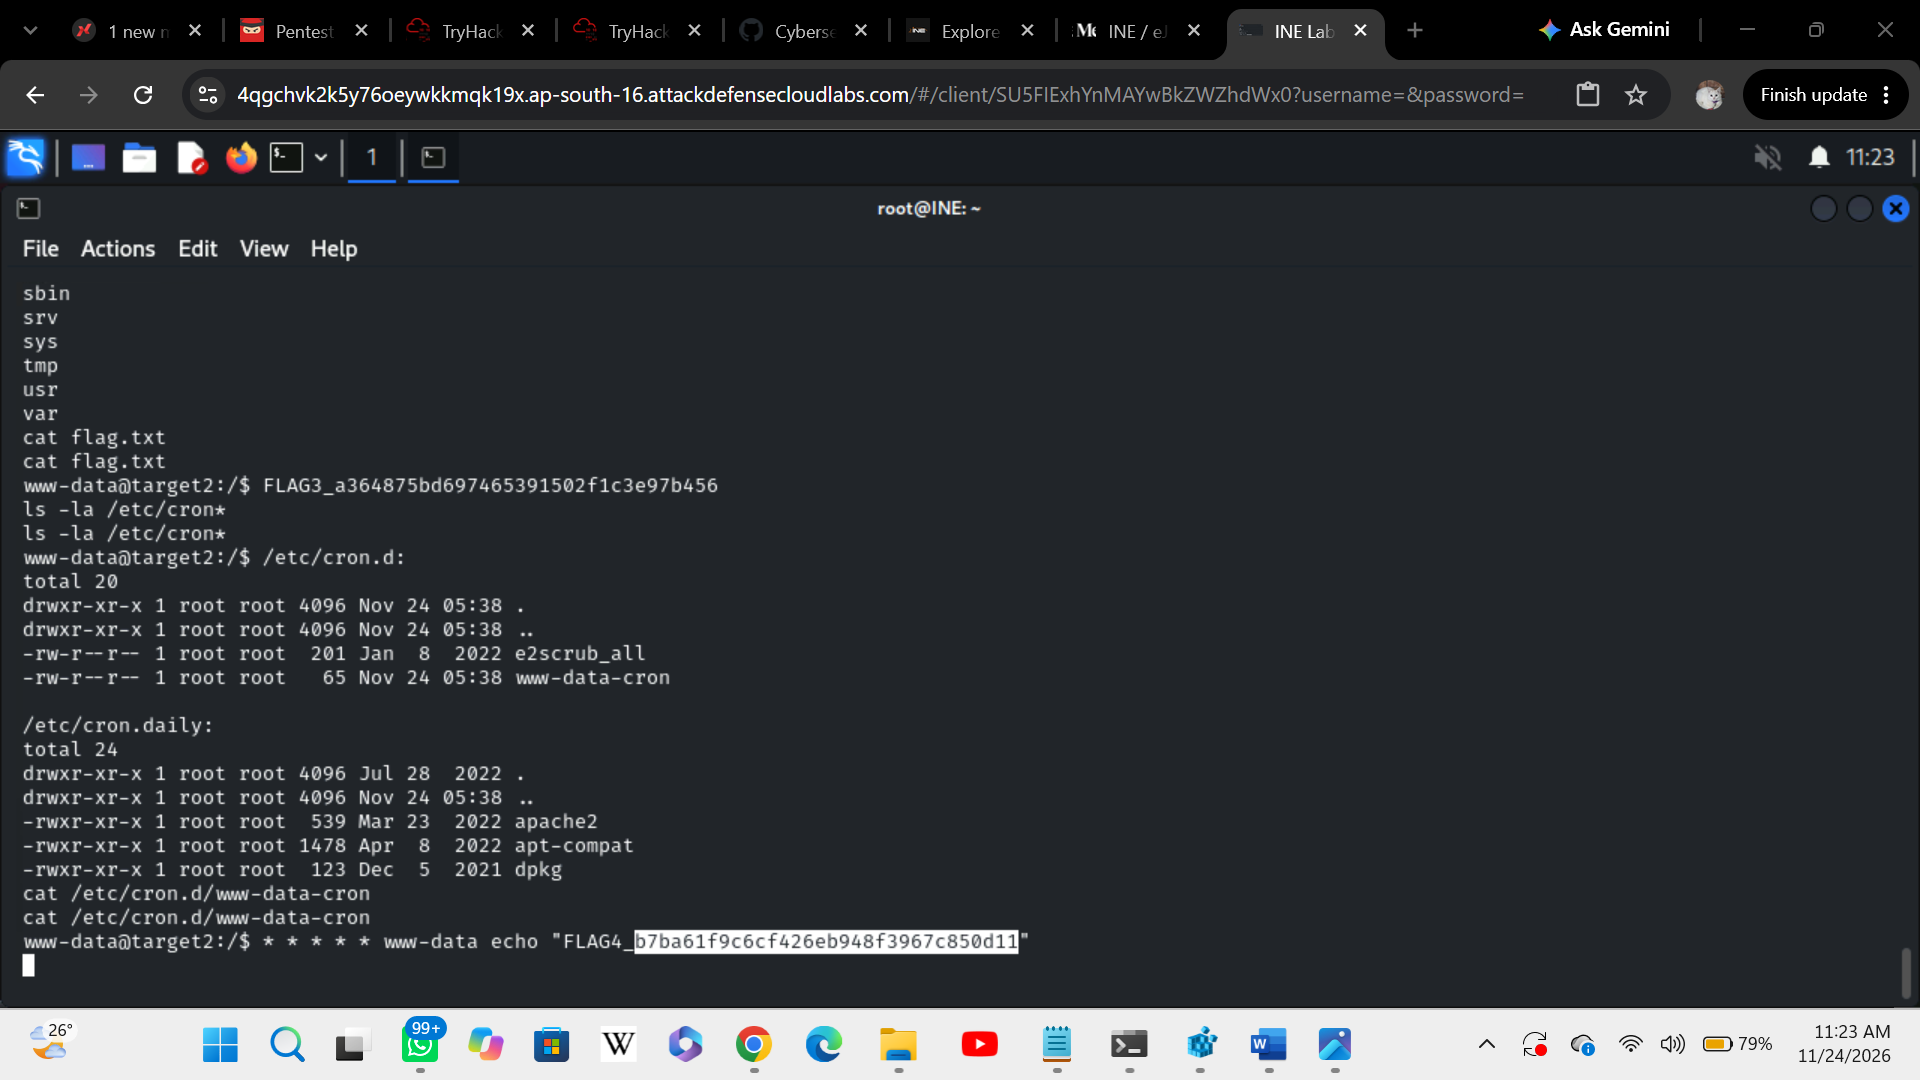 1 new n
Pentest
TryHack
TryHack
Cyberse
Explore
INE / eJ
INE Lab
Ask Gemini
4qgchvk2k5y76oeywkkmqk19x.ap-south-16.attackdefensecloudlabs.com/#/client/SU5FIExhYnMAYwBkZWZhdWx0?username=&password=
Finish update
1
11:23
root@INE: ~
File Actions Edit View Help
sbin
srv
sys
tmp
usr
var
cat flag.txt
cat flag.txt
www-data@target2:/$ FLAG3_a364875bd697465391502f1c3e97b456
ls -la /etc/cron*
ls -la /etc/cron*
www-data@target2:/$ /etc/cron.d:
total 20
drwxr-xr-x 1 root root 4096 Nov 24 05:38 .
drwxr-xr-x 1 root root 4096 Nov 24 05:38 ..
-rw-r--r-- 1 root root 201 Jan 8 2022 e2scrub_all
-rw-r--r-- 1 root root 65 Nov 24 05:38 www-data-cron
/etc/cron.daily:
total 24
drwxr-xr-x 1 root root 4096 Jul 28 2022 .
drwxr-xr-x 1 root root 4096 Nov 24 05:38 ..
-rwxr-xr-x 1 root root 539 Mar 23 2022 apache2
-rwxr-xr-x 1 root root 1478 Apr 8 2022 apt-compat
-rwxr-xr-x 1 root root 123 Dec 5 2021 dpkg
cat /etc/cron.d/www-data-cron
cat /etc/cron.d/www-data-cron
www-data@target2:/$ * * * * * www-data echo "FLAG4_b7ba61f9c6cf426eb948f3967c850d11"
26°
99+
W
W
79%
11:23 AM
11/24/2026